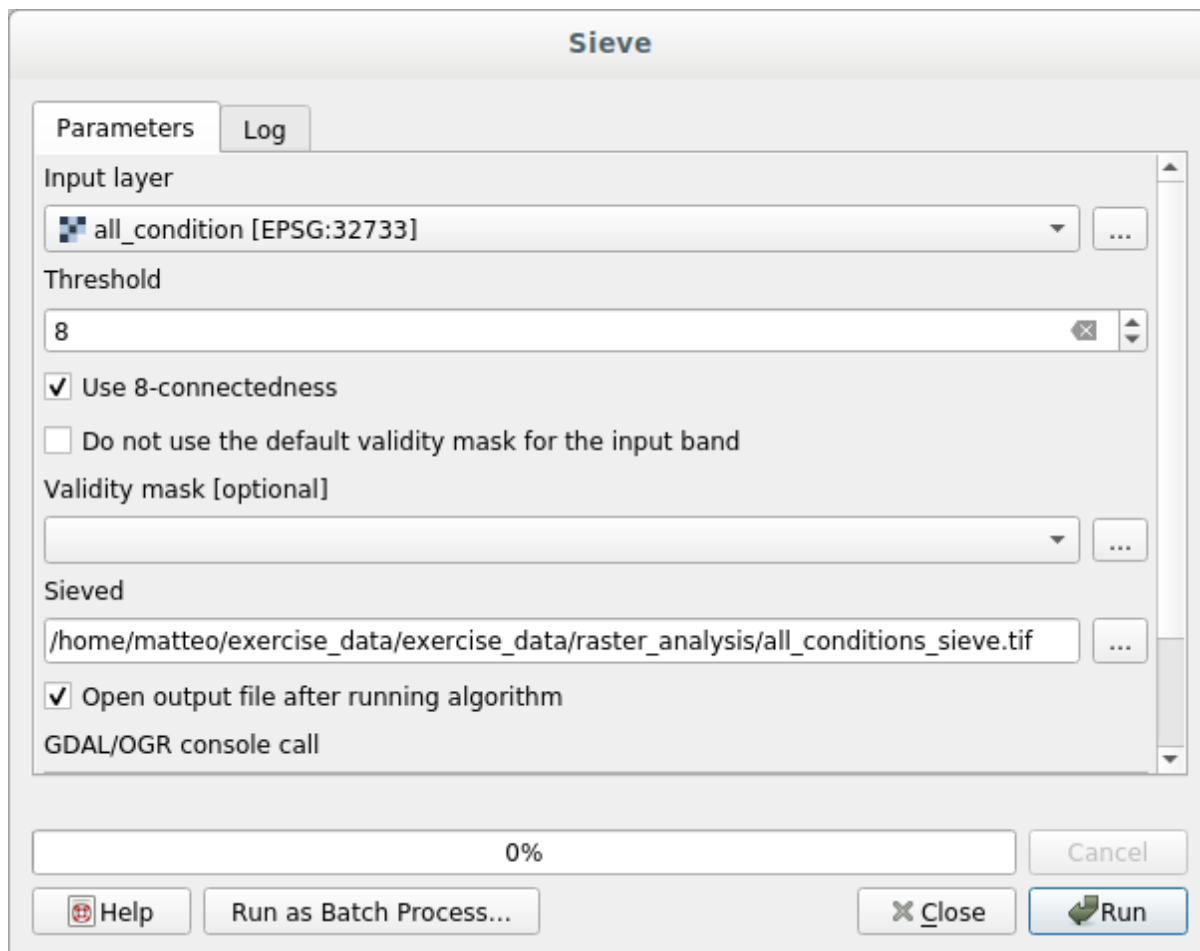 Sieve
Parameters
Log
Input layer
all_condition [EPSG:32733]
...
Threshold
8
Use 8-connectedness
Do not use the default validity mask for the input band
Validity mask [optional]
...
Sieved
/home/matteo/exercise_data/exercise_data/raster_analysis/all_conditions_sieve.tif
...
Open output file after running algorithm
GDAL/OGR console call
0%
Cancel
Help
Run as Batch Process...
Close
Run